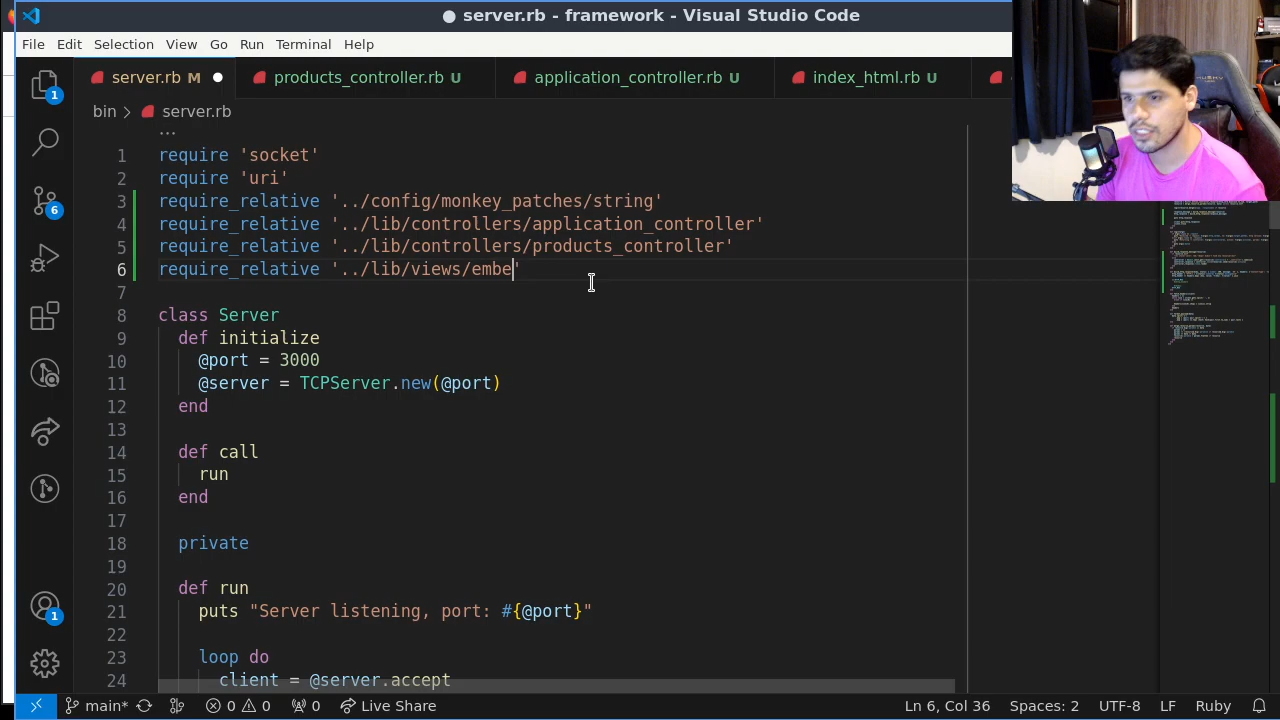 ● server.rb - framework - Visual Studio Code
File Edit Selection View Go Run Terminal Help
server.rb M ● products_controller.rb U application_controller.rb U index_html.rb U
bin > server.rb
...
1 require 'socket'
2 require 'uri'
3 require_relative '../config/monkey_patches/string'
4 require_relative '../lib/controllers/application_controller'
5 require_relative '../lib/controllers/products_controller'
6 require_relative '../lib/views/embe'
7
8 class Server
9 def initialize
10 @port = 3000
11 @server = TCPServer.new(@port)
12 end
13
14 def call
15 run
16 end
17
18 private
19
20 def run
21 puts "Server listening, port: #{@port}"
22
23 loop do
24 client = @server.accept
1
6
1
main* 0 0 0 Live Share Ln 6, Col 36 Spaces: 2 UTF-8 LF Ruby